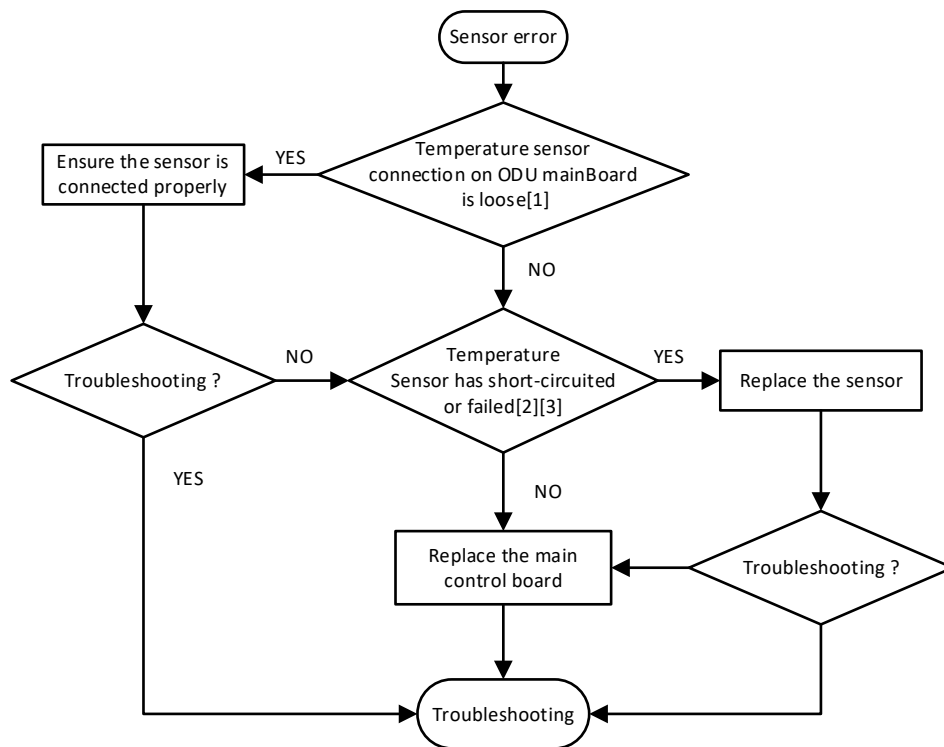 Sensor error
Temperature sensor
connection on ODU mainBoard
is loose[1]
YES
Ensure the sensor is
connected properly
NO
Troubleshooting ?
NO
Temperature
Sensor has short-circuited
or failed[2][3]
YES
Replace the sensor
YES
NO
Replace the main
control board
Troubleshooting ?
Troubleshooting